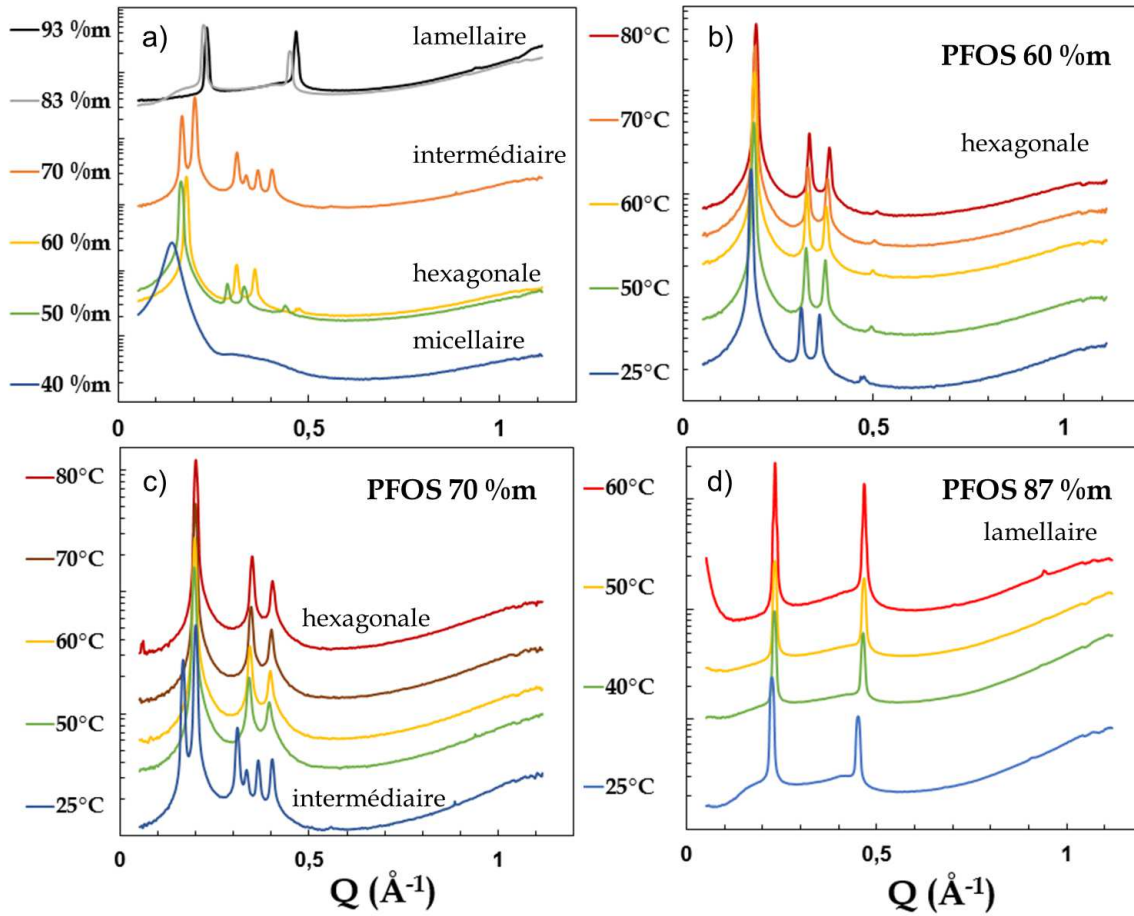 a)
93 %m
83 %m
70 %m
60 %m
50 %m
40 %m
lamellaire
intermédiaire
hexagonale
micellaire
0
0,5
1
b)
PFOS 60 %m
80°C
70°C
60°C
50°C
25°C
hexagonale
0
0,5
1
c)
PFOS 70 %m
80°C
70°C
60°C
50°C
25°C
hexagonale
intermédiaire
0
0,5
1
Q (Å-1)
d)
PFOS 87 %m
60°C
50°C
40°C
25°C
lamellaire
0
0,5
1
Q (Å-1)